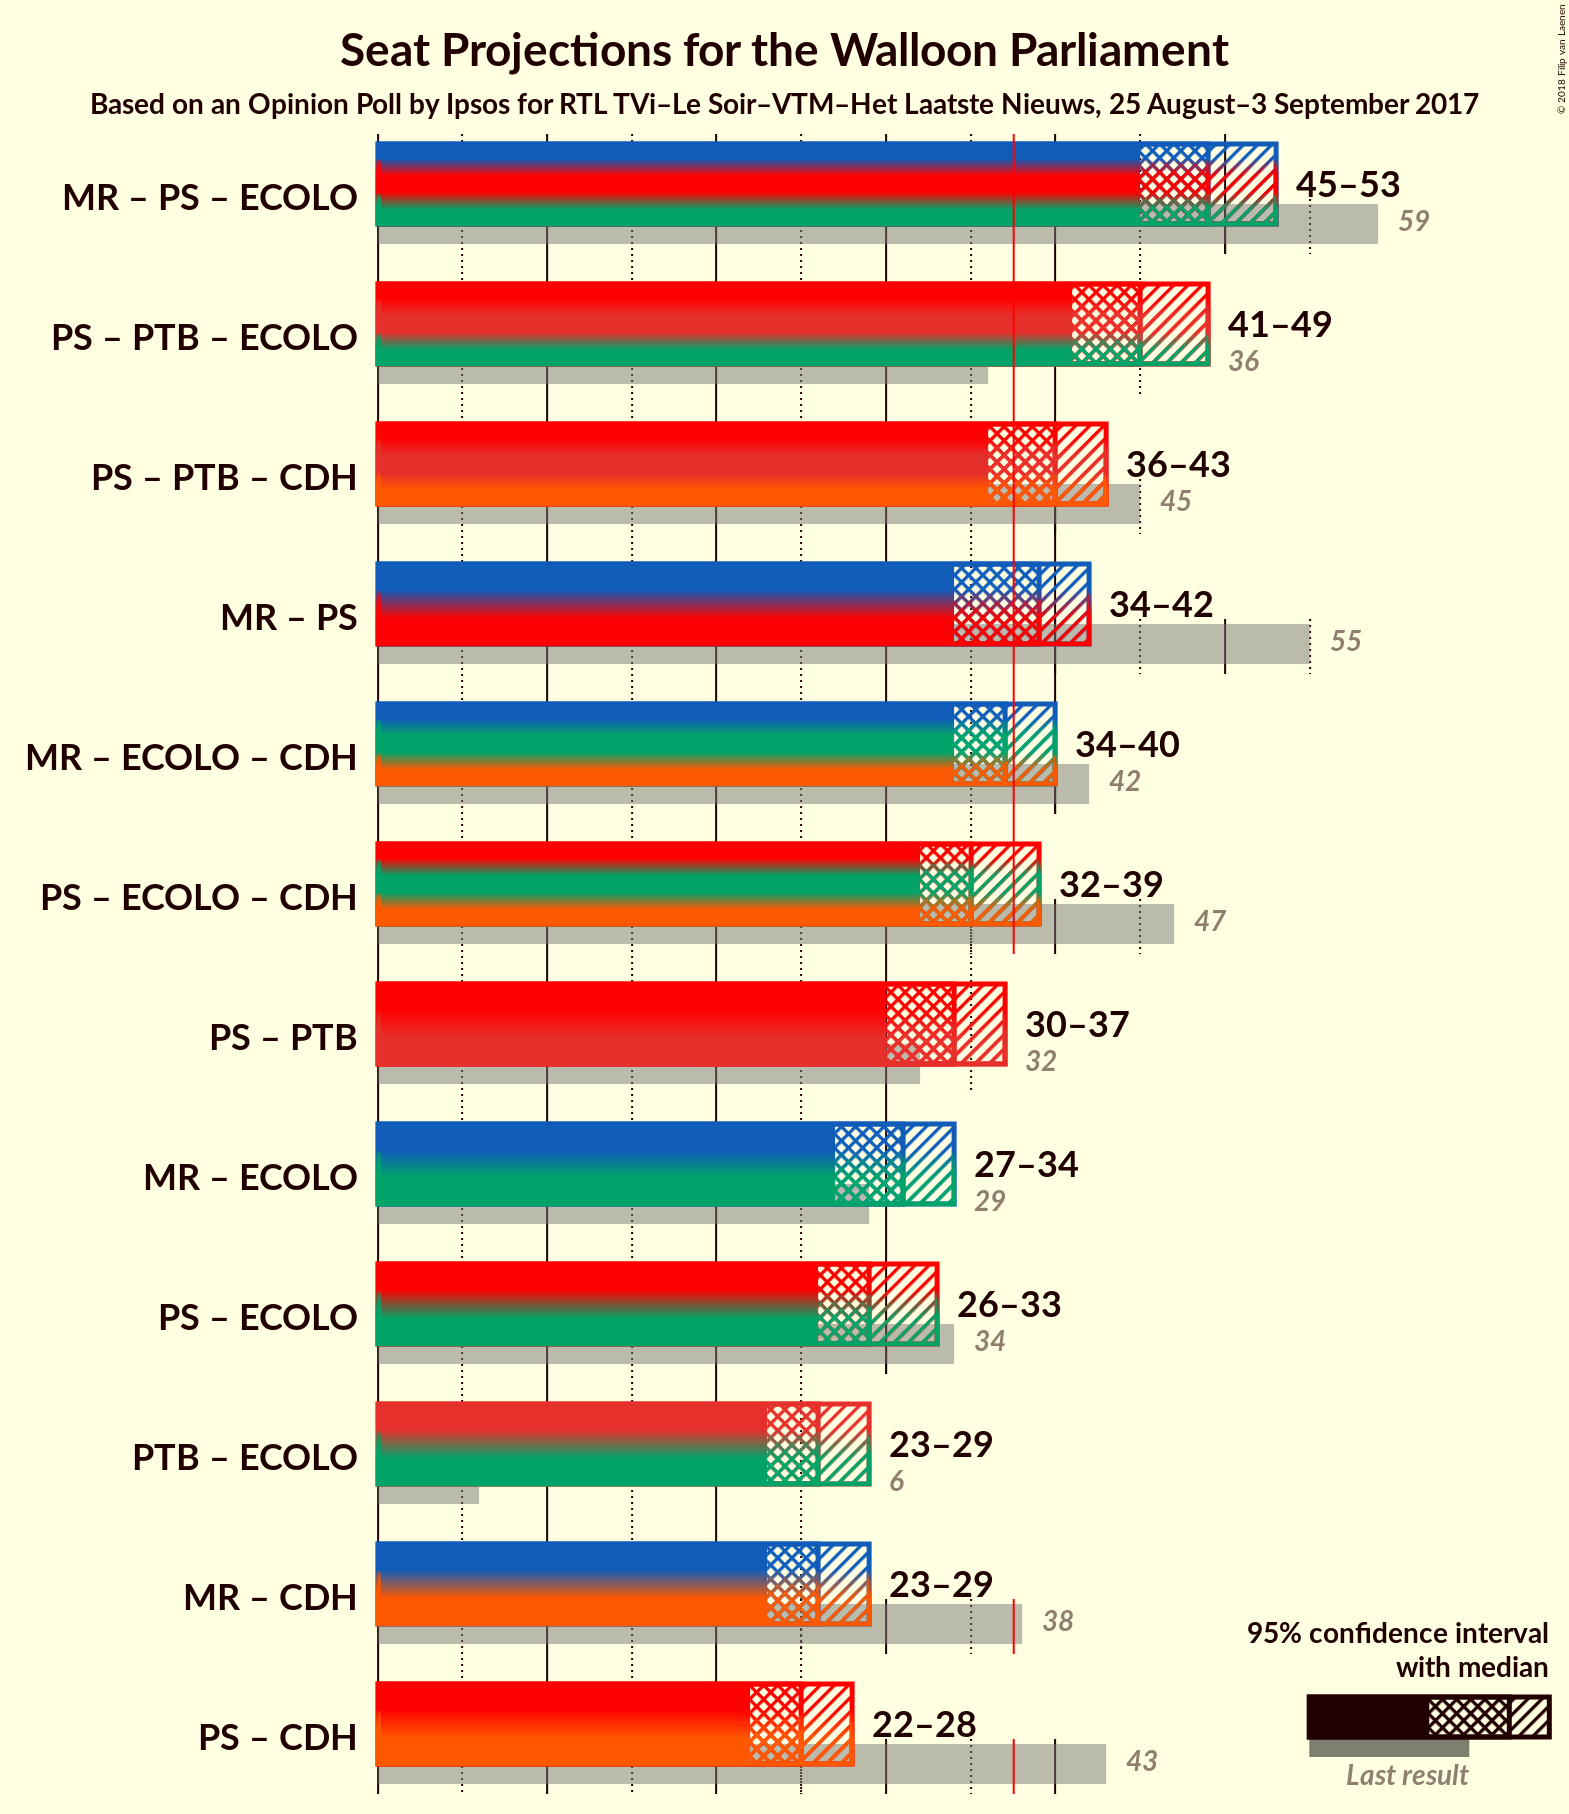 Seat Projections for the Walloon Parliament
Based on an Opinion Poll by Ipsos for RTL TVi–Le Soir–VTM–Het Laatste Nieuws, 25 August–3 September 2017
© 2018 Filip van Laenen
MR – PS – ECOLO
45–53
59
PS – PTB – ECOLO
41–49
36
PS – PTB – CDH
36–43
45
MR – PS
34–42
55
MR – ECOLO – CDH
34–40
42
PS – ECOLO – CDH
32–39
47
PS – PTB
30–37
32
MR – ECOLO
27–34
29
PS – ECOLO
26–33
34
PTB – ECOLO
23–29
6
MR – CDH
23–29
38
PS – CDH
22–28
43
95% confidence interval
with median
Last result